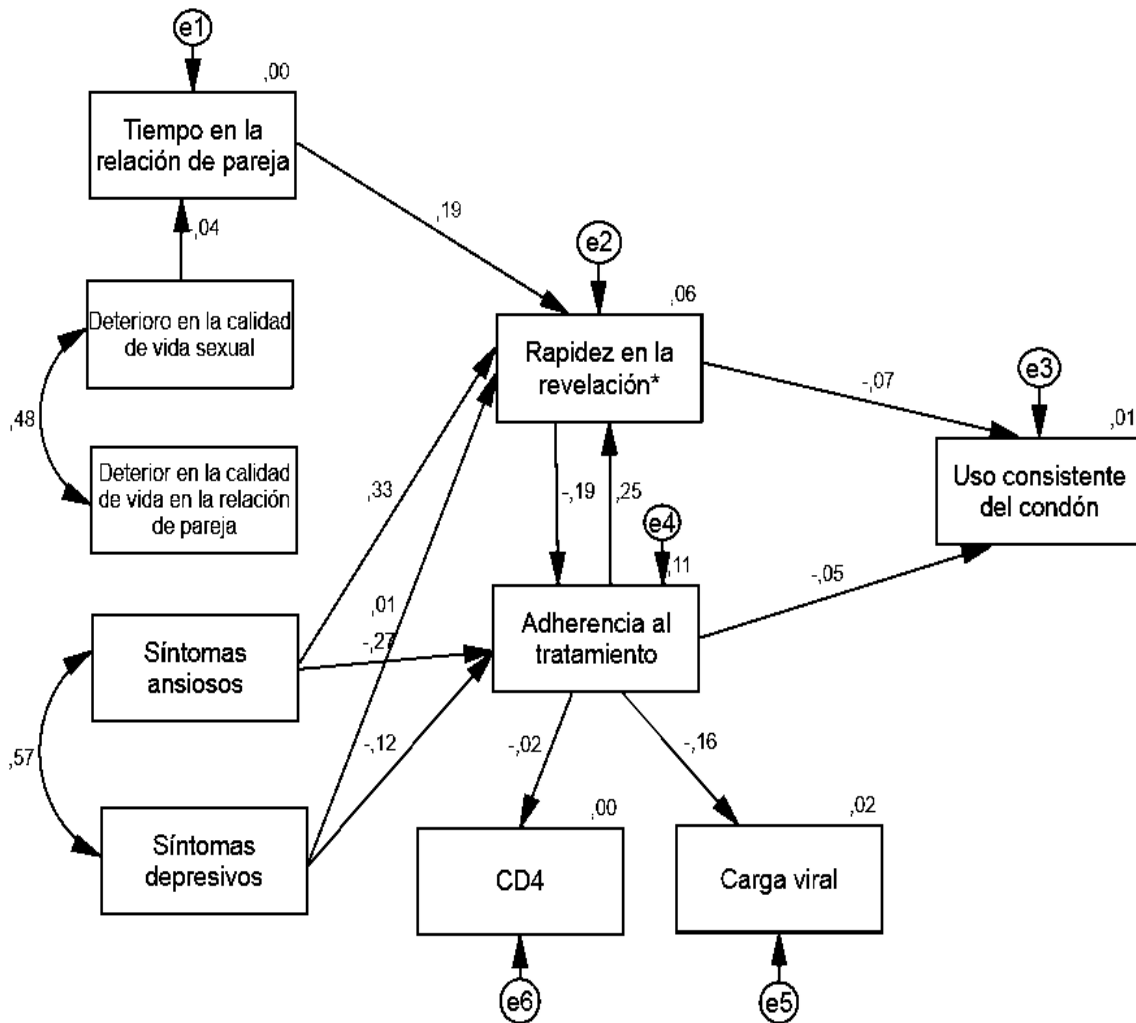 e1
,00
Tiempo en la
relación de pareja
-,04
,19
e2
,06
Deterioro en la calidad
de vida sexual
Rapidez en la
revelación*
-,07
e3
,01
,48
Uso consistente
del condón
Deterior en la calidad
de vida en la relación
de pareja
,33
-,19
,25
e4
,11
-,05
,01
-,27
Síntomas
ansiosos
Adherencia al
tratamiento
,57
-,12
-,02
-,16
,00
,02
Síntomas
depresivos
CD4
Carga viral
e6
e5